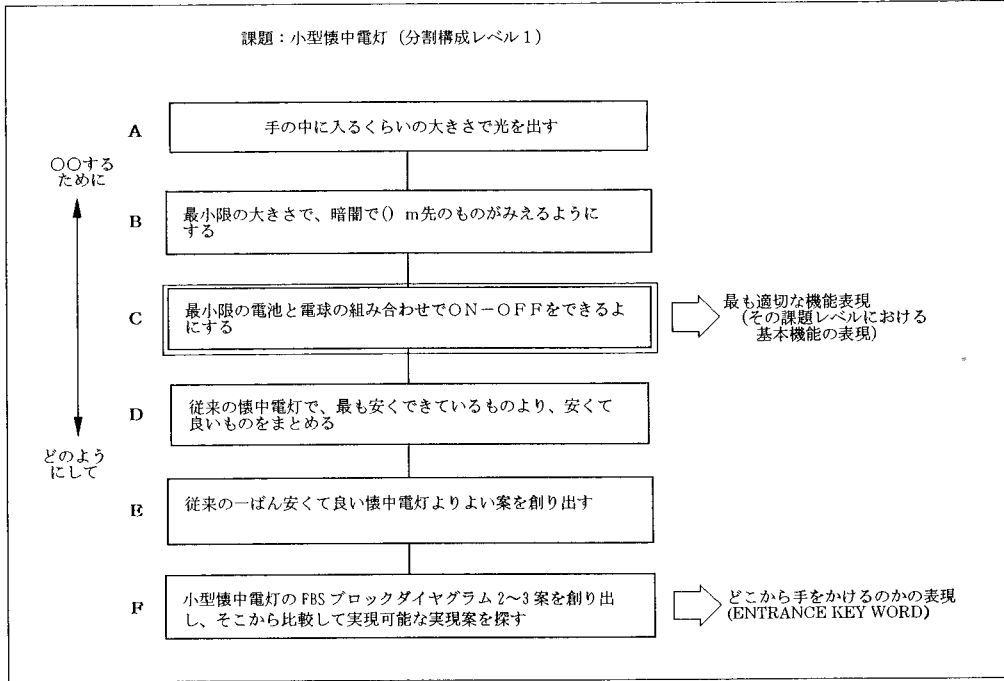 課題：小型懐中電灯（分割構成レベル１）
A
手の中に入るくらいの大きさで光を出す
〇〇する
ために
B
最小限の大きさで、暗闇で() m先のものがみえるように
する
C
最小限の電池と電球の組み合わせでＯＮ－ＯＦＦをできるよ
にする
最も適切な機能表現
(その課題レベルにおける
基本機能の表現)
D
従来の懐中電灯で、最も安くできているものより、安くて
良いものをまとめる
どのよう
にして
E
従来の一ばん安くて良い懐中電灯よりよい案を創り出す
F
小型懐中電灯の FBS ブロックダイヤグラム 2～3 案を創り出
し、そこから比較して実現可能な実現案を探す
どこから手をかけるのかの表現
(ENTRANCE KEY WORD)